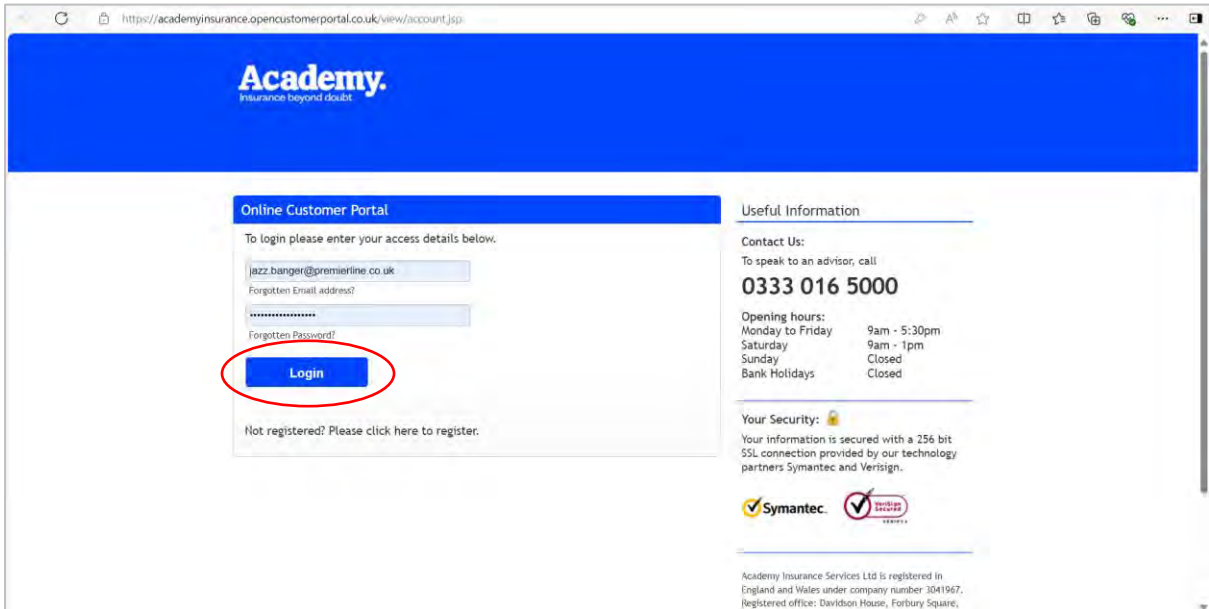 https://academyinsurance.opencustomerportal.co.uk/view/account.jsp
Academy.
Insurance beyond doubt
Online Customer Portal
To login please enter your access details below.
jazz.banger@premierline.co.uk
Forgotten Email address?
••••••••••••••••••
Forgotten Password?
Login
Not registered? Please click here to register.
Useful Information
Contact Us:
To speak to an advisor, call
0333 016 5000
Opening hours:
Monday to Friday 9am - 5:30pm
Saturday 9am - 1pm
Sunday Closed
Bank Holidays Closed
Your Security:
Your information is secured with a 256 bit
SSL connection provided by our technology
partners Symantec and Verisign.
Symantec.
VeriSign
Secured
Academy Insurance Services Ltd is registered in
England and Wales under company number 3041967.
Registered office: Davidson House, Forbury Square,